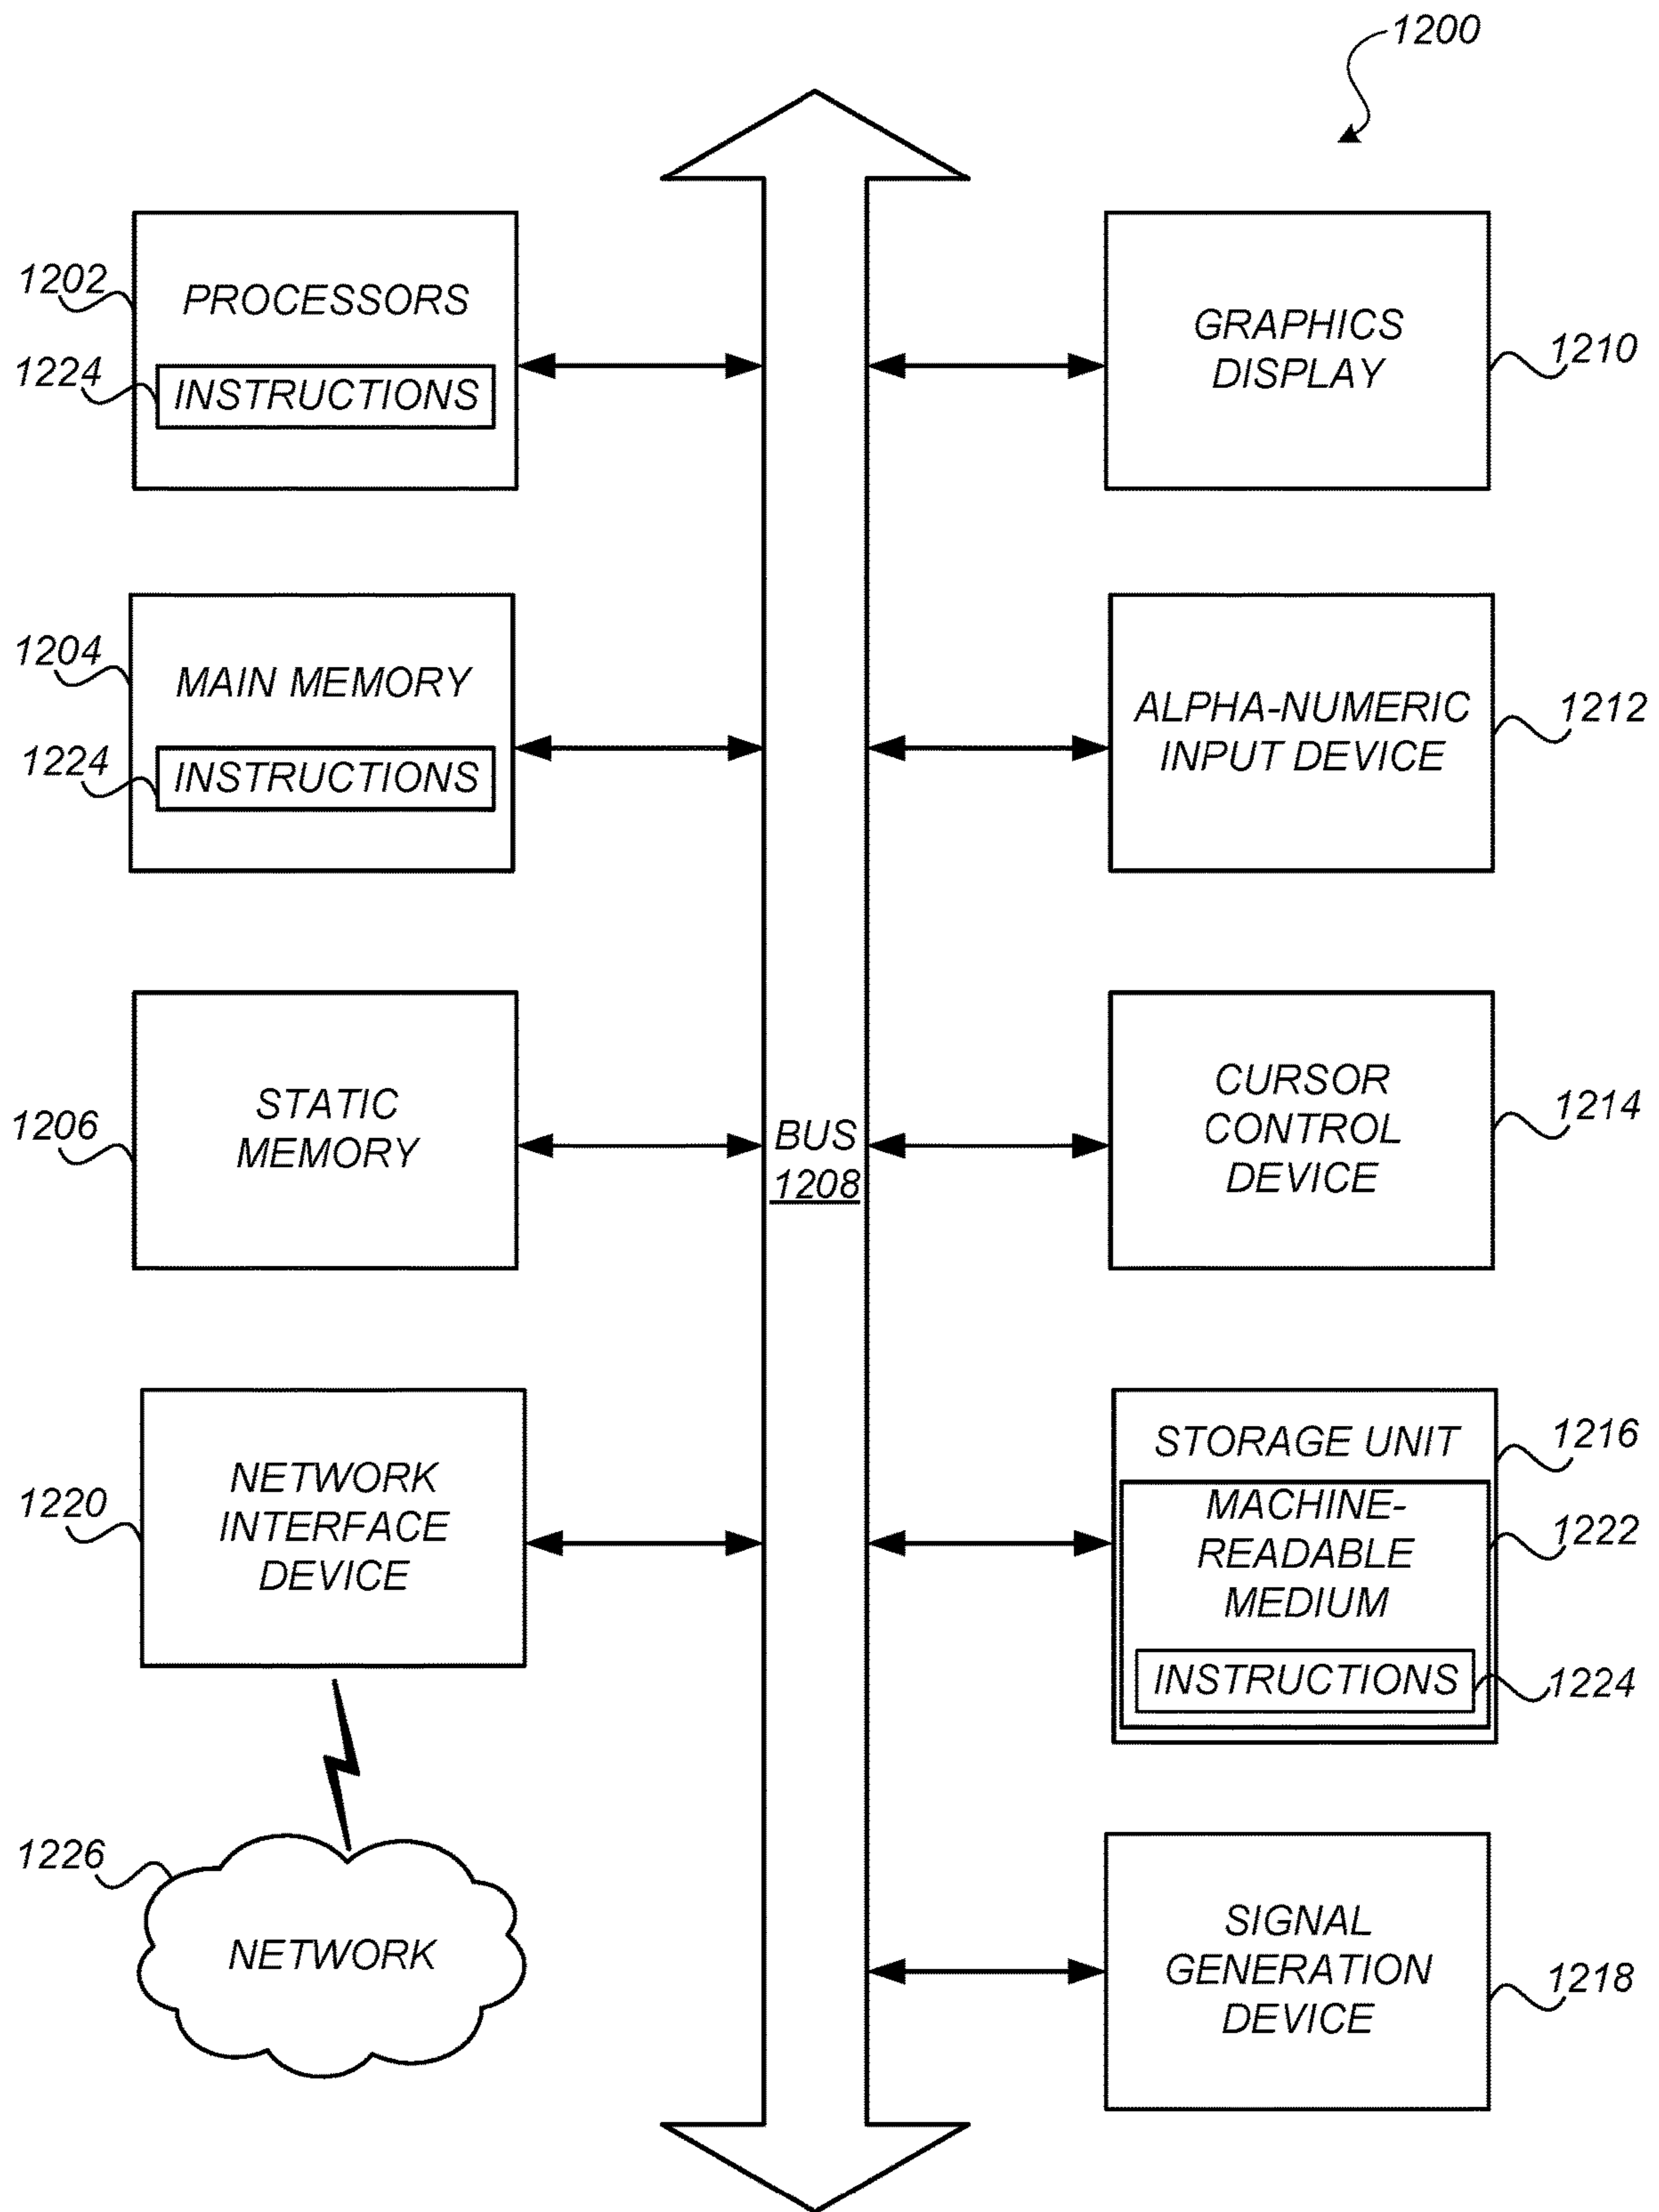 1200
1202
PROCESSORS
1224
INSTRUCTIONS
GRAPHICS
DISPLAY
1210
1204
MAIN MEMORY
1224
INSTRUCTIONS
ALPHA-NUMERIC
INPUT DEVICE
1212
1206
STATIC
MEMORY
BUS
1208
CURSOR
CONTROL
DEVICE
1214
1220
NETWORK
INTERFACE
DEVICE
STORAGE UNIT
1216
MACHINE-
READABLE
MEDIUM
1222
INSTRUCTIONS
1224
1226
NETWORK
SIGNAL
GENERATION
DEVICE
1218